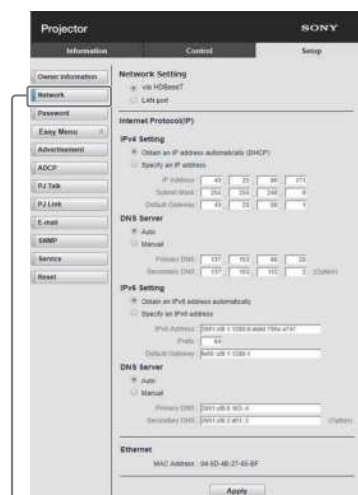 Projector
SONY
Information
Control
Setup
Owner information
Network
Password
Easy Menu
Advertisement
ADCP
PJ Talk
PJ Link
E-mail
SNMP
Service
Reset
Network Setting
via HDBaseT
LAN port
Internet Protocol(IP)
IPv4 Setting
Obtain an IP address automatically (DHCP)
Specify an IP address
IP Address
Subnet Mask
Default Gateway
DNS Server
Auto
Manual
Primary DNS
Secondary DNS
(Option)
IPv6 Setting
Obtain an IPv6 address automatically
Specify an IPv6 address
IPv6 Address
Prefix 64
Default Gateway
DNS Server
Auto
Manual
Primary DNS
Secondary DNS
(Option)
Ethernet
MAC Address
Apply